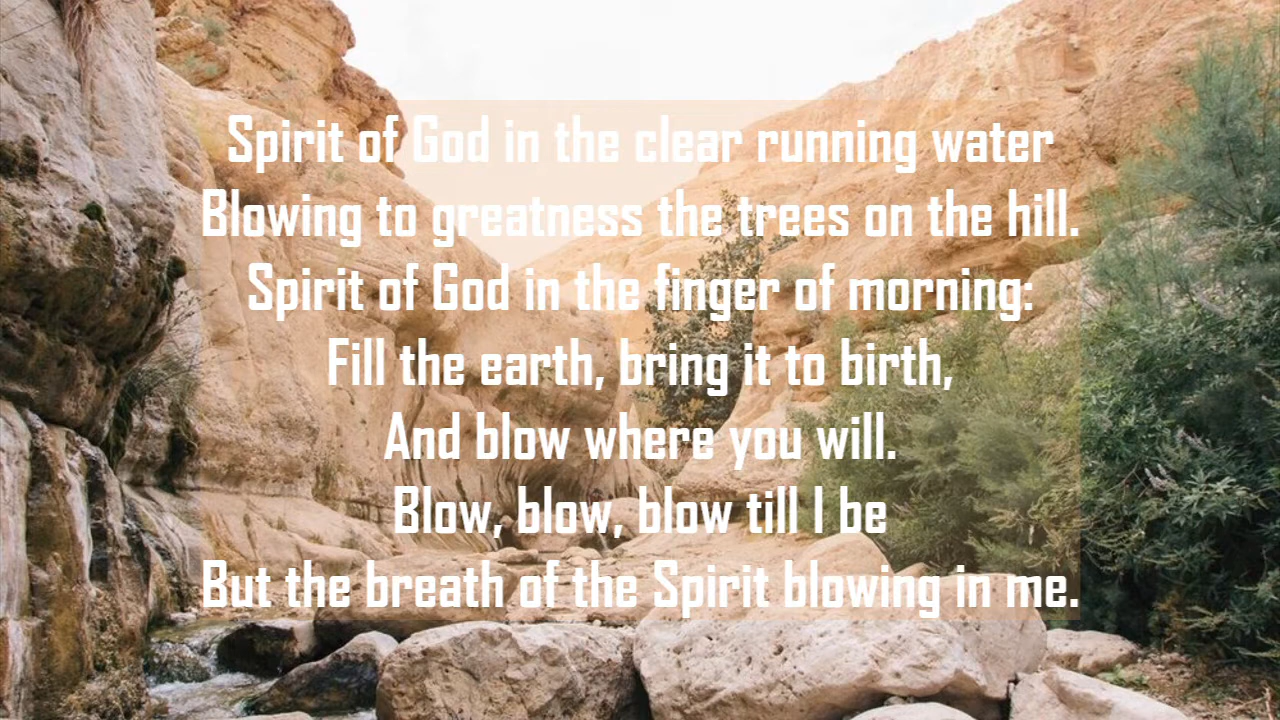 Spirit of God in the clear running water
Blowing to greatness the trees on the hill.
Spirit of God in the finger of morning:
Fill the earth, bring it to birth,
And blow where you will.
Blow, blow, blow till I be
But the breath of the Spirit blowing in me.